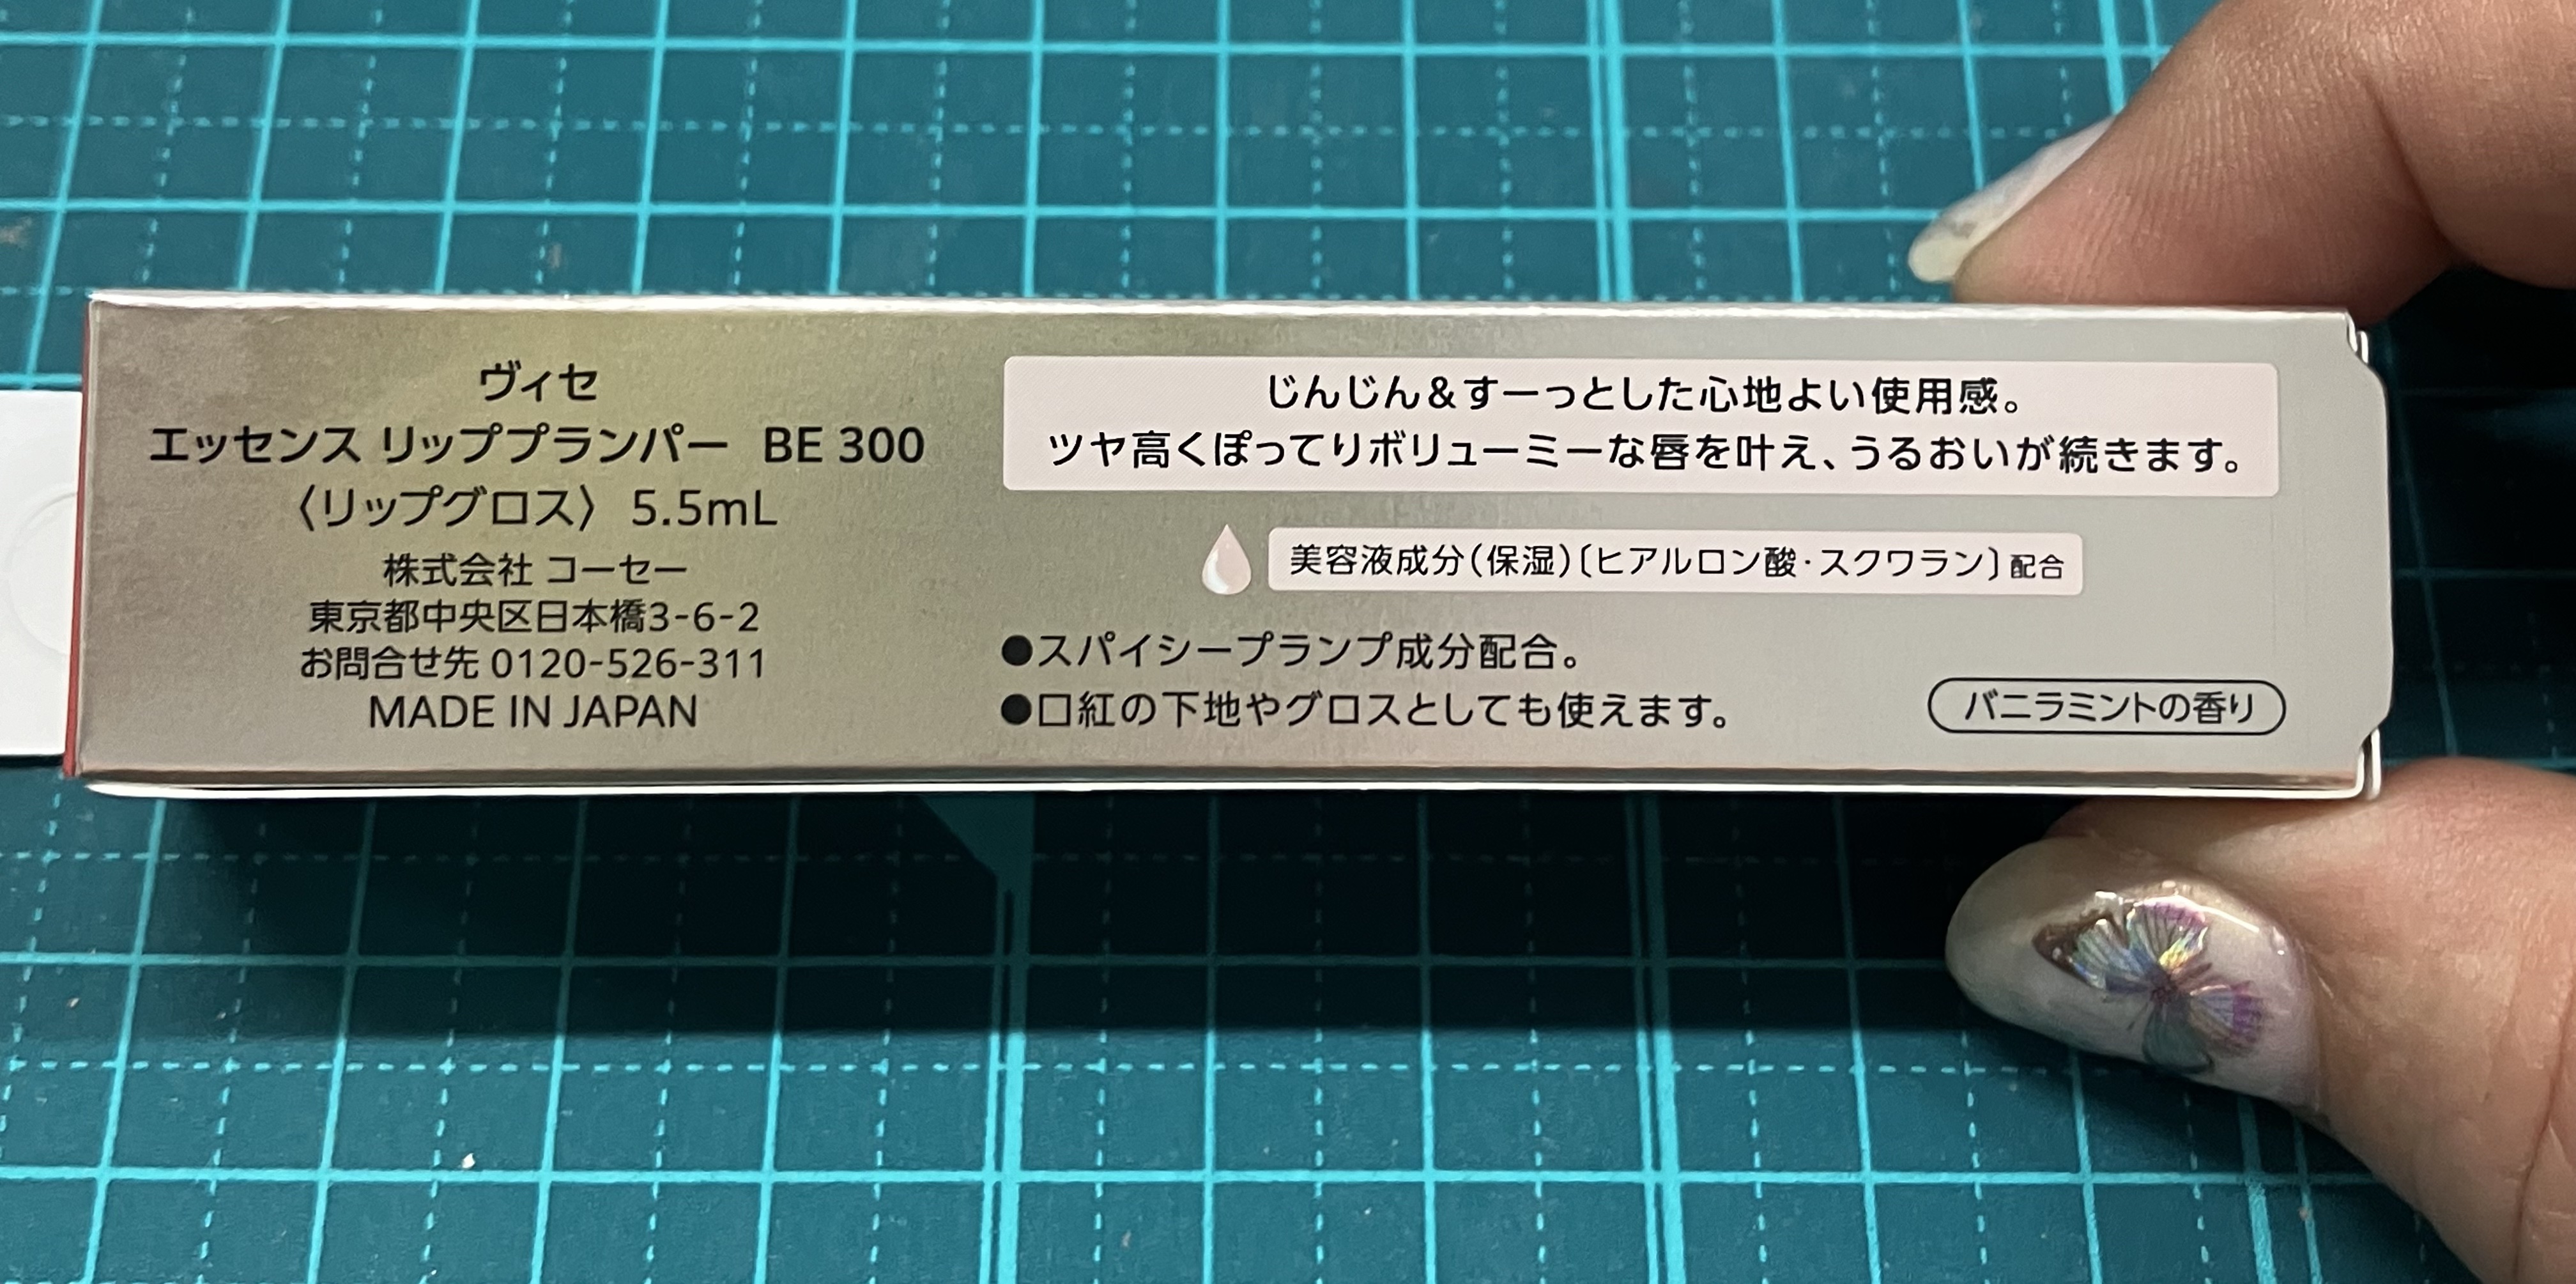 ヴィセ
エッセンス リッププランパー BE 300
〈リップグロス〉 5.5mL
株式会社 コーセー
東京都中央区日本橋3-6-2
お問合せ先 0120-526-311
MADE IN JAPAN
じんじん&すーっとした心地よい使用感。
ツヤ高くぽってりボリューミーな唇を叶え、うるおいが続きます。
美容液成分(保湿)〔ヒアルロン酸・スクワラン〕配合
●スパイシープランプ成分配合。
●口紅の下地やグロスとしても使えます。
バニラミントの香り